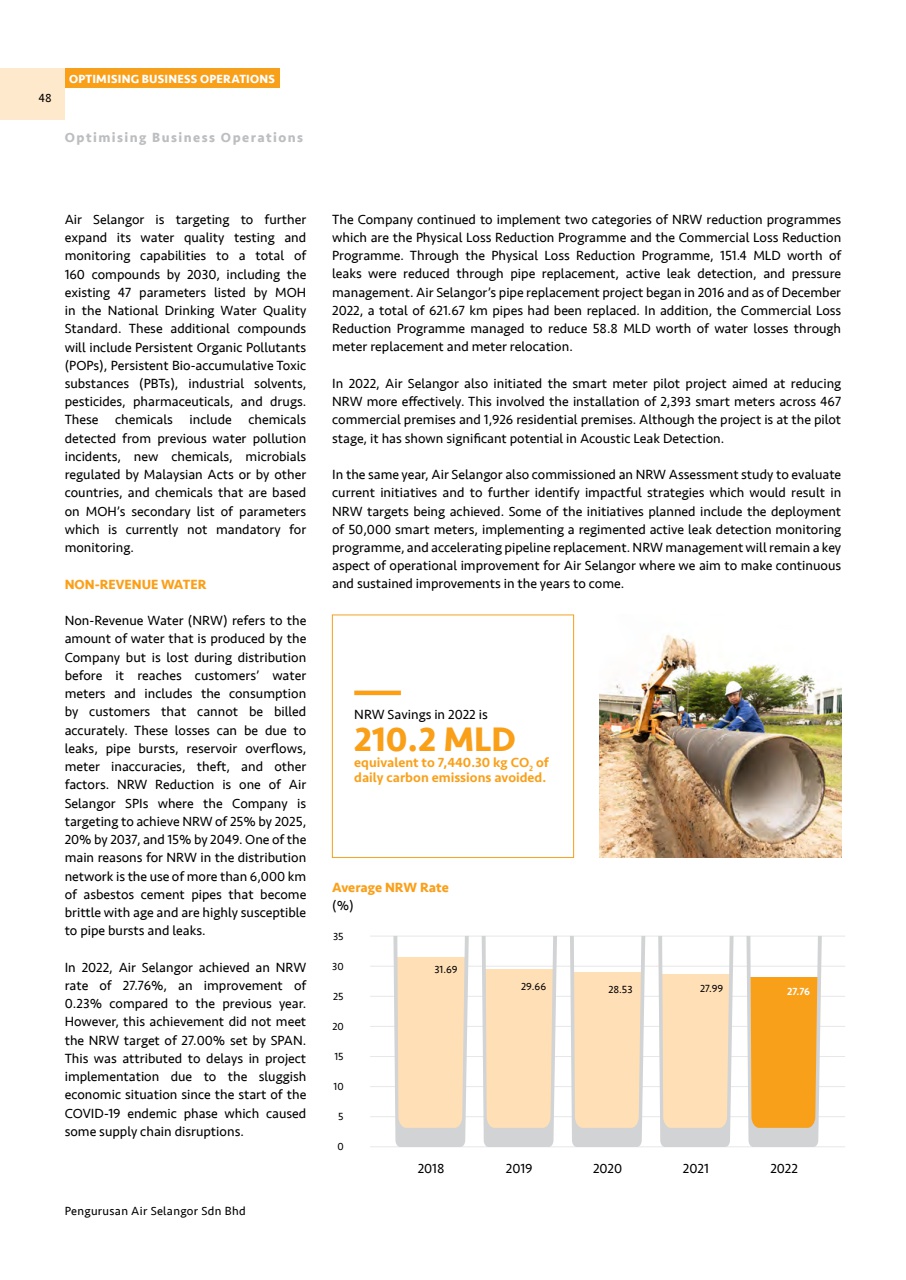 OPTIMISING BUSINESS OPERATIONS
48
Optimising Business Operations
Air Selangor is targeting to further
expand its water quality testing and
monitoring capabilities to a total of
160 compounds by 2030, including the
existing 47 parameters listed by MOH
in the National Drinking Water Quality
Standard. These additional compounds
will include Persistent Organic Pollutants
(POPs), Persistent Bio-accumulative Toxic
substances (PBTs), industrial solvents,
pesticides, pharmaceuticals, and drugs.
These chemicals include chemicals
detected from previous water pollution
incidents, new chemicals, microbials
regulated by Malaysian Acts or by other
countries, and chemicals that are based
on MOH's secondary list of parameters
which is currently not mandatory for
monitoring.
NON-REVENUE WATER
Non-Revenue Water (NRW) refers to the
amount of water that is produced by the
Company but is lost during distribution
before it reaches customers' water
meters and includes the consumption
by customers that cannot be billed
accurately. These losses can be due to
leaks, pipe bursts, reservoir overflows,
meter inaccuracies, theft, and other
factors. NRW Reduction is one of Air
Selangor SPIs where the Company is
targeting to achieve NRW of 25% by 2025,
20% by 2037, and 15% by 2049. One of the
main reasons for NRW in the distribution
network is the use of more than 6,000 km
of asbestos cement pipes that become
brittle with age and are highly susceptible
to pipe bursts and leaks.
In 2022, Air Selangor achieved an NRW
rate of 27.76%, an improvement of
0.23% compared to the previous year.
However, this achievement did not meet
the NRW target of 27.00% set by SPAN.
This was attributed to delays in project
implementation due to the sluggish
economic situation since the start of the
COVID-19 endemic phase which caused
some supply chain disruptions.
The Company continued to implement two categories of NRW reduction programmes
which are the Physical Loss Reduction Programme and the Commercial Loss Reduction
Programme. Through the Physical Loss Reduction Programme, 151.4 MLD worth of
leaks were reduced through pipe replacement, active leak detection, and pressure
management. Air Selangor's pipe replacement project began in 2016 and as of December
2022, a total of 621.67 km pipes had been replaced. In addition, the Commercial Loss
Reduction Programme managed to reduce 58.8 MLD worth of water losses through
meter replacement and meter relocation.
In 2022, Air Selangor also initiated the smart meter pilot project aimed at reducing
NRW more effectively. This involved the installation of 2,393 smart meters across 467
commercial premises and 1,926 residential premises. Although the project is at the pilot
stage, it has shown significant potential in Acoustic Leak Detection.
In the same year, Air Selangor also commissioned an NRW Assessment study to evaluate
current initiatives and to further identify impactful strategies which would result in
NRW targets being achieved. Some of the initiatives planned include the deployment
of 50,000 smart meters, implementing a regimented active leak detection monitoring
programme, and accelerating pipeline replacement. NRW management will remain a key
aspect of operational improvement for Air Selangor where we aim to make continuous
and sustained improvements in the years to come.
NRW Savings in 2022 is
210.2 MLD
equivalent to 7,440.30 kg CO₂ of
daily carbon emissions avoided.
Average NRW Rate
(%)
35
30
25
20
15
10
5
0
31.69
29.66
28.53
27.99
27.76
2018
2019
2020
2021
2022
Pengurusan Air Selangor Sdn Bhd